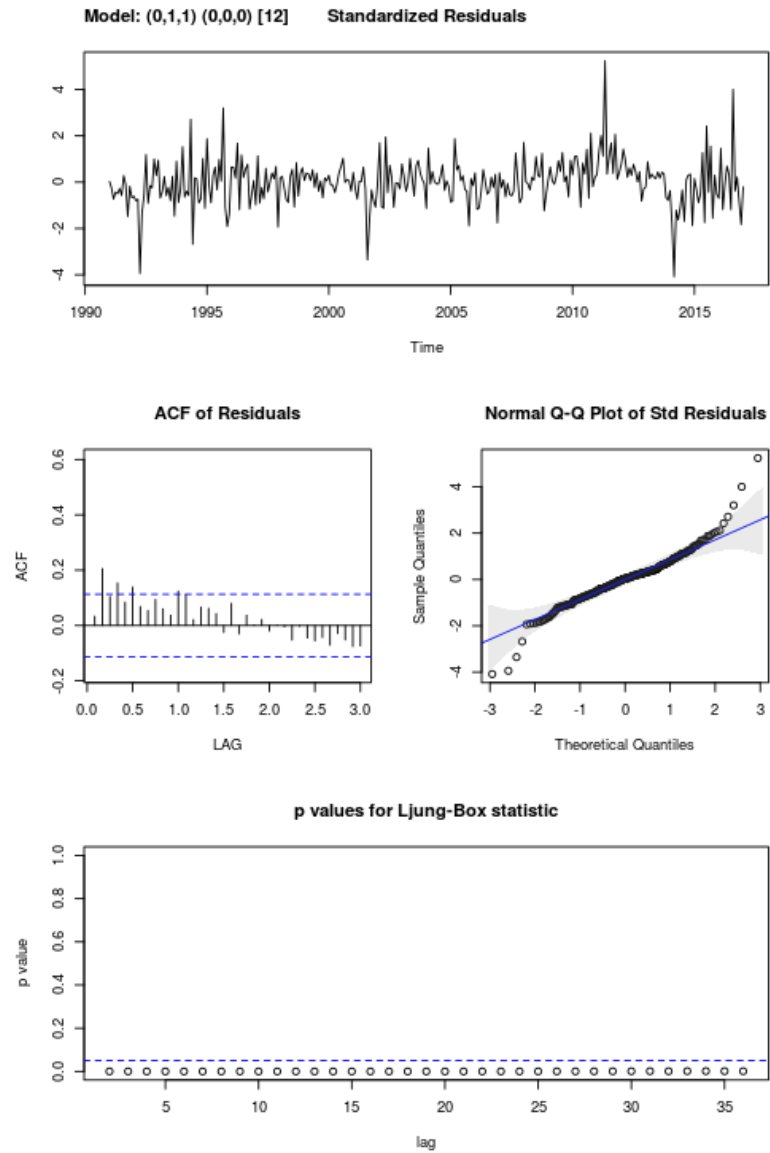 Model: (0,1,1) (0,0,0) [12] Standardized Residuals
4
2
0
-2
-4
1990 1995 2000 2005 2010 2015
Time
ACF of Residuals
0.6
0.4
0.2
0.0
-0.2
ACF
0.0 0.5 1.0 1.5 2.0 2.5 3.0
LAG
Normal Q-Q Plot of Std Residuals
4
2
0
-2
-4
Sample Quantiles
-3 -2 -1 0 1 2 3
Theoretical Quantiles
p values for Ljung-Box statistic
1.0
0.8
0.6
0.4
0.2
0.0
p value
5 10 15 20 25 30 35
lag